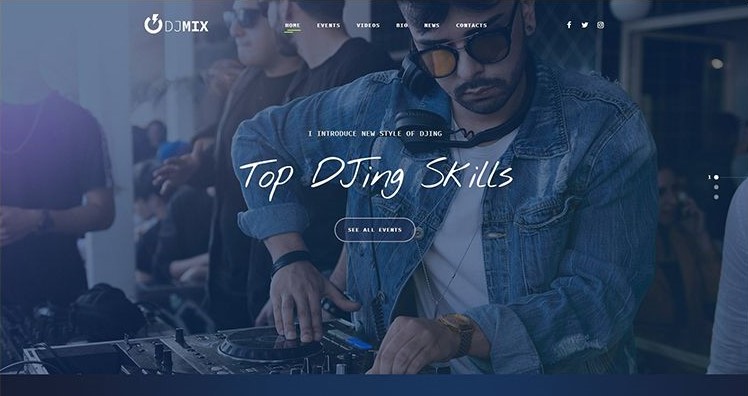 DJMIX
HOME EVENTS VIDEOS BIO NEWS CONTACTS
I INTRODUCE NEW STYLE OF DJING
Top DJing Skills
1
SEE ALL EVENTS